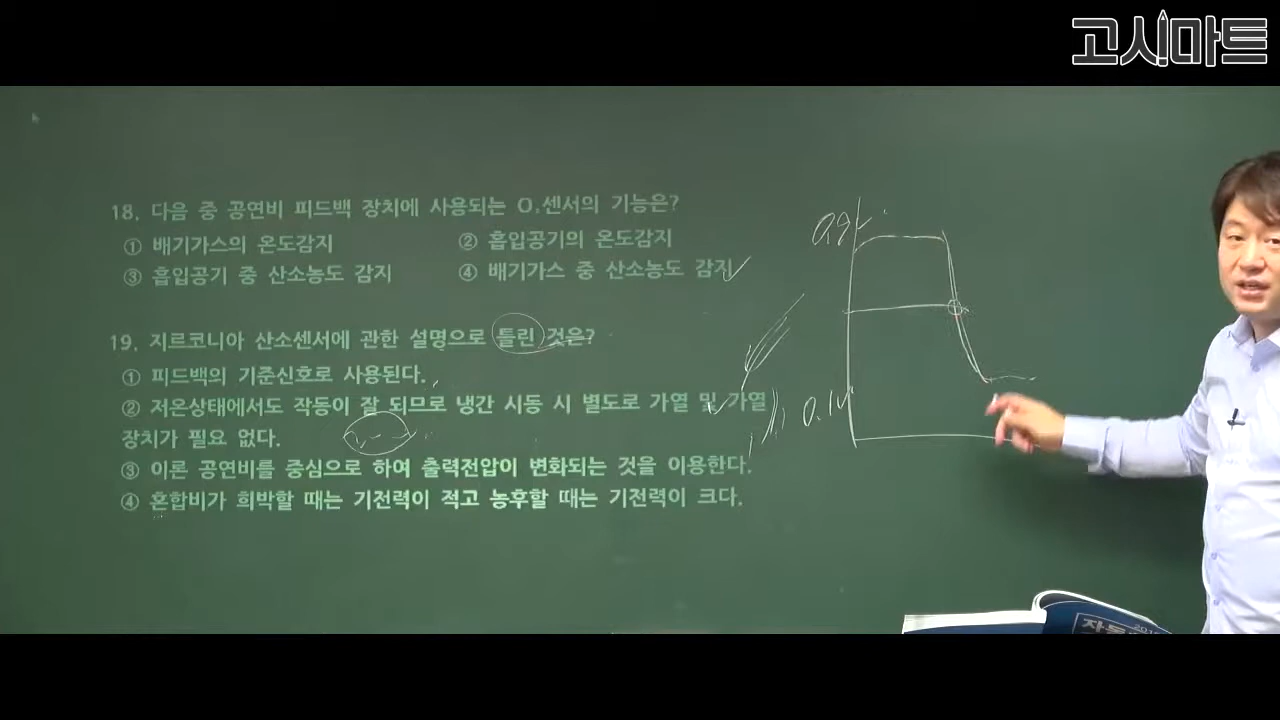 고시마트
18. 다음 중 공연비 피드백 장치에 사용되는 O₂센서의 기능은?
① 배기가스의 온도감지 ② 흡입공기의 온도감지
③ 흡입공기 중 산소농도 감지 ④ 배기가스 중 산소농도 감지
19. 지르코니아 산소센서에 관한 설명으로 틀린 것은?
① 피드백의 기준신호로 사용된다.
② 저온상태에서도 작동이 잘 되므로 냉간 시동 시 별도로 가열 및 가열
장치가 필요 없다.
③ 이론 공연비를 중심으로 하여 출력전압이 변화되는 것을 이용한다.
④ 혼합비가 희박할 때는 기전력이 적고 농후할 때는 기전력이 크다.
0.9V
0.1V